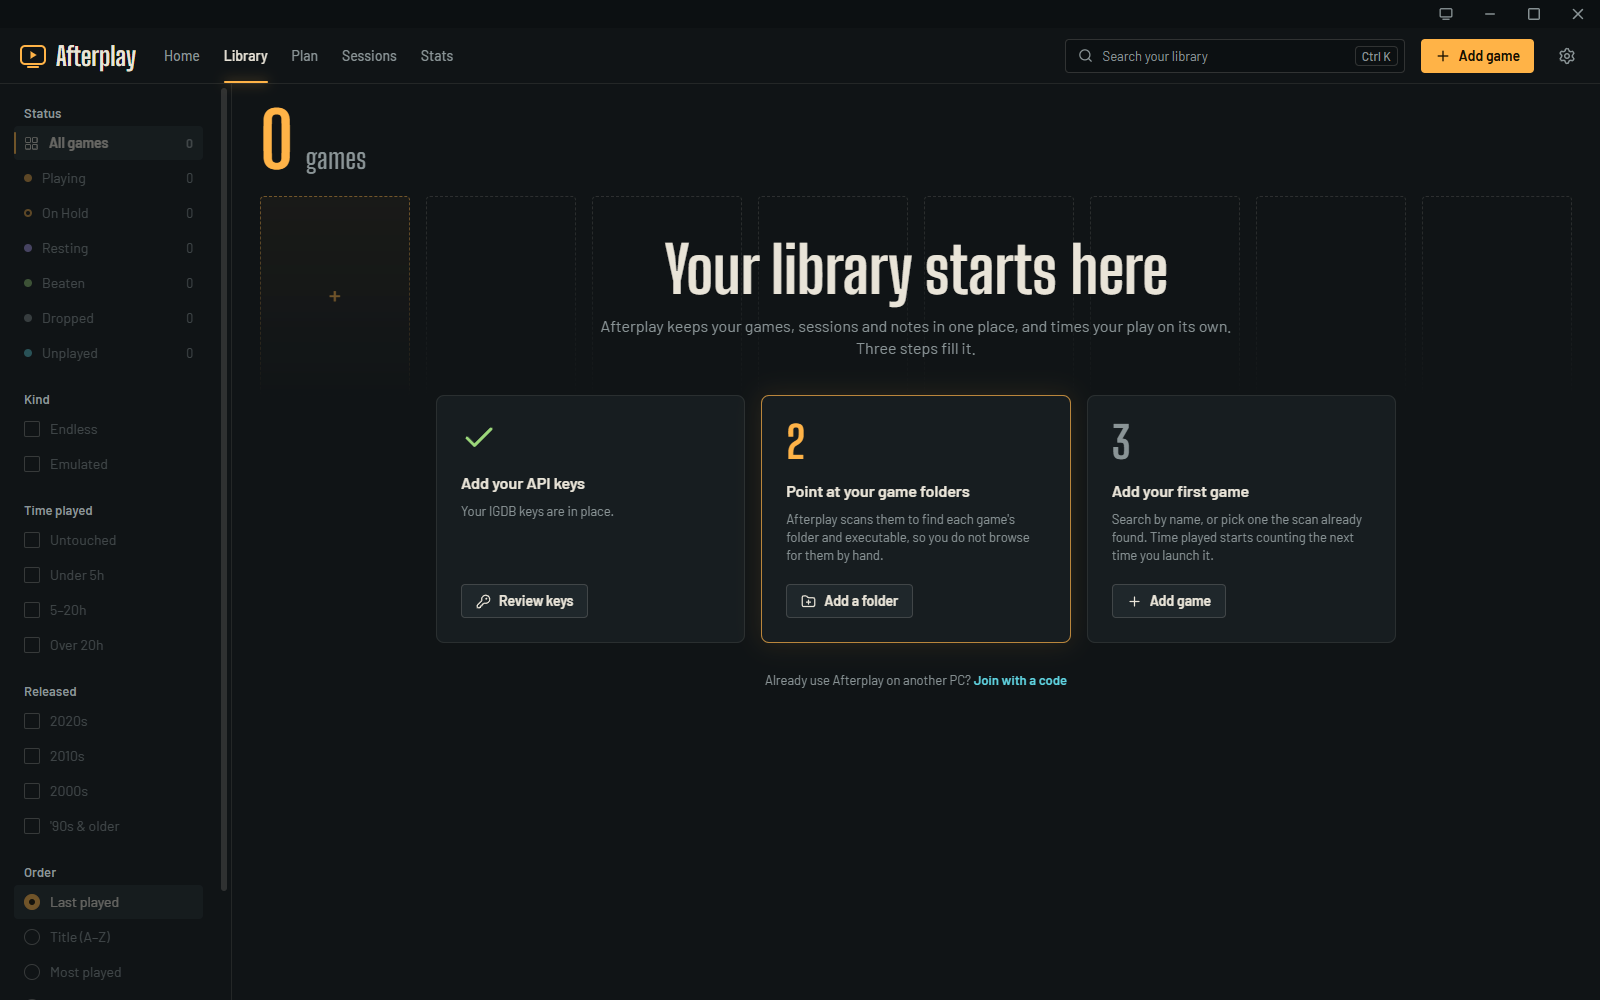 Afterplay
Home
Library
Plan
Sessions
Stats
Search your library
Ctrl K
Add game
Status
All games 0
Playing 0
On Hold 0
Resting 0
Beaten 0
Dropped 0
Unplayed 0
Kind
Endless
Emulated
Time played
Untouched
Under 5h
5–20h
Over 20h
Released
2020s
2010s
2000s
'90s & older
Order
Last played
Title (A–Z)
Most played
0 games
Your library starts here
Afterplay keeps your games, sessions and notes in one place, and times your play on its own.
Three steps fill it.
Add your API keys
Your IGDB keys are in place.
Review keys
2
Point at your game folders
Afterplay scans them to find each game's
folder and executable, so you do not browse
for them by hand.
Add a folder
3
Add your first game
Search by name, or pick one the scan already
found. Time played starts counting the next
time you launch it.
Add game
Already use Afterplay on another PC? Join with a code